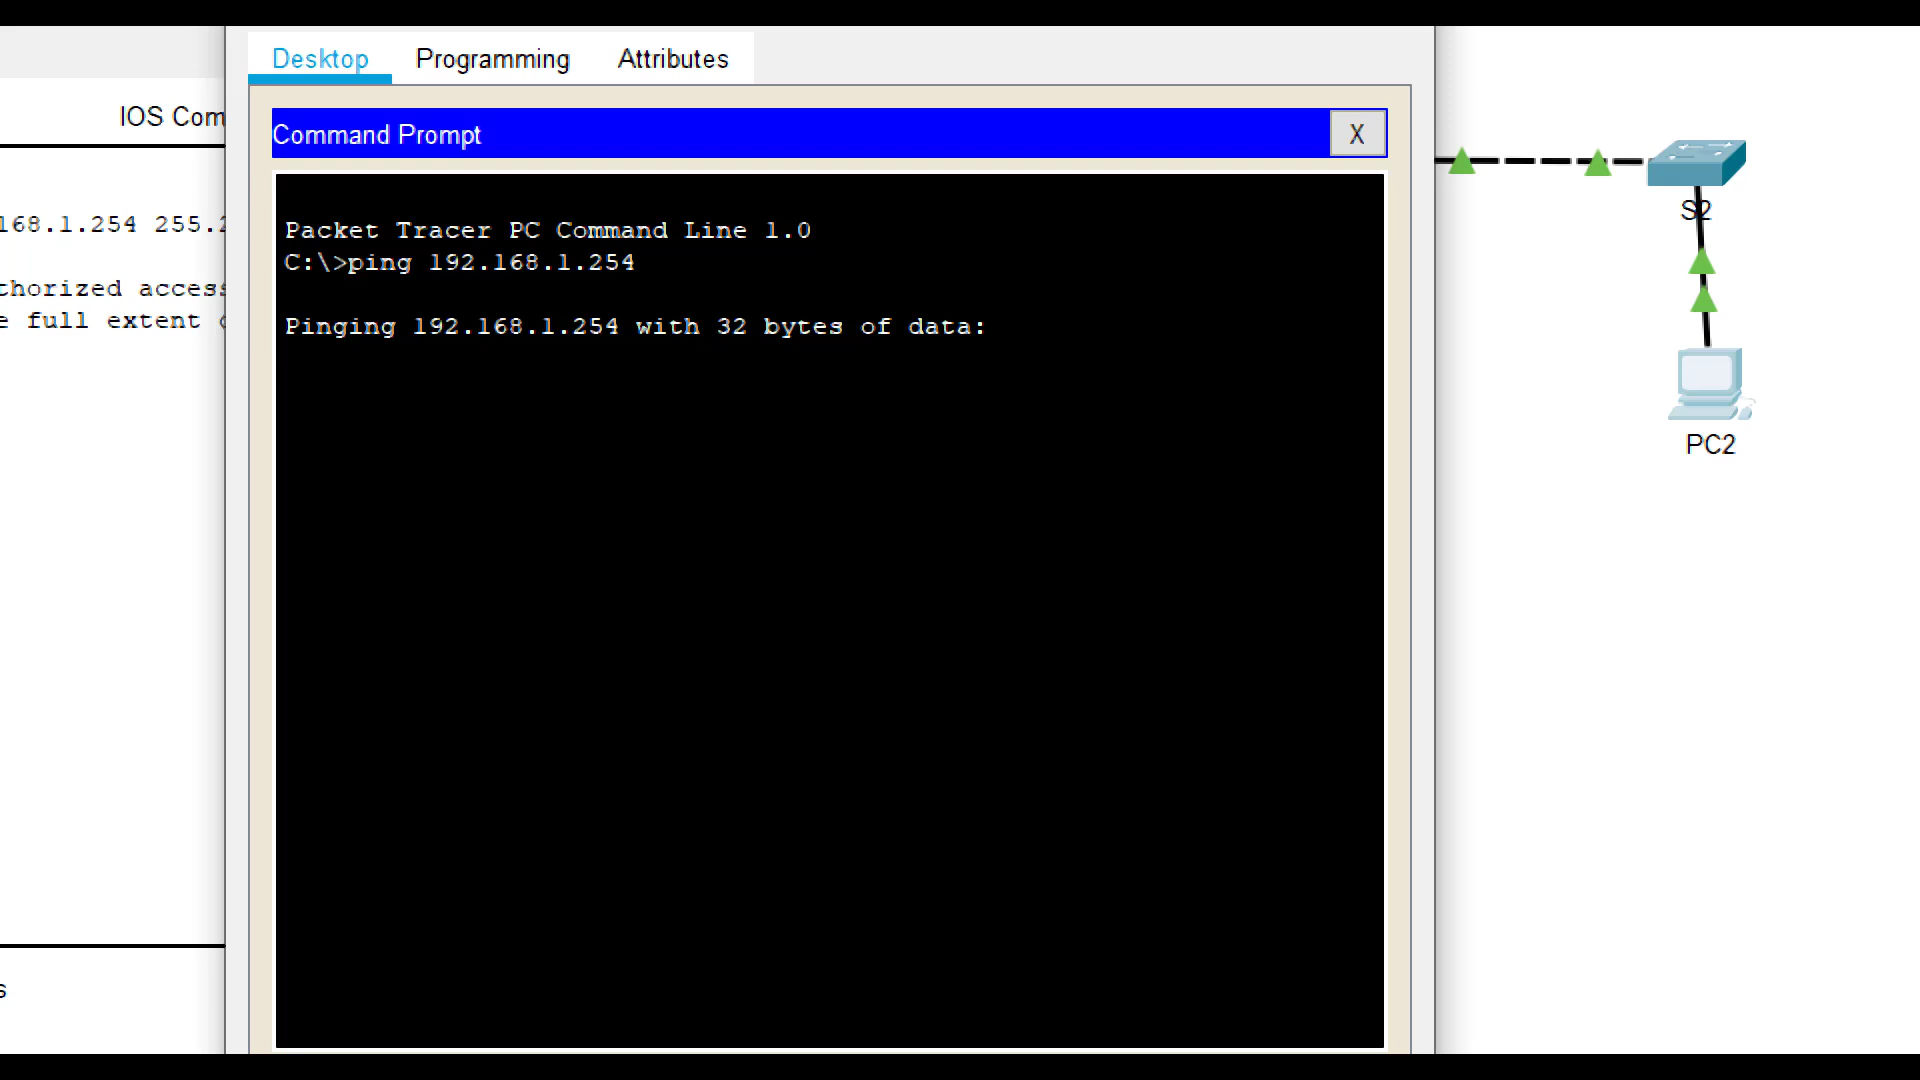 Desktop Programming Attributes
IOS Com
Command Prompt X
168.1.254 255.2
thorized access
e full extent
Packet Tracer PC Command Line 1.0
C:\>ping 192.168.1.254
Pinging 192.168.1.254 with 32 bytes of data:
s
S2
PC2